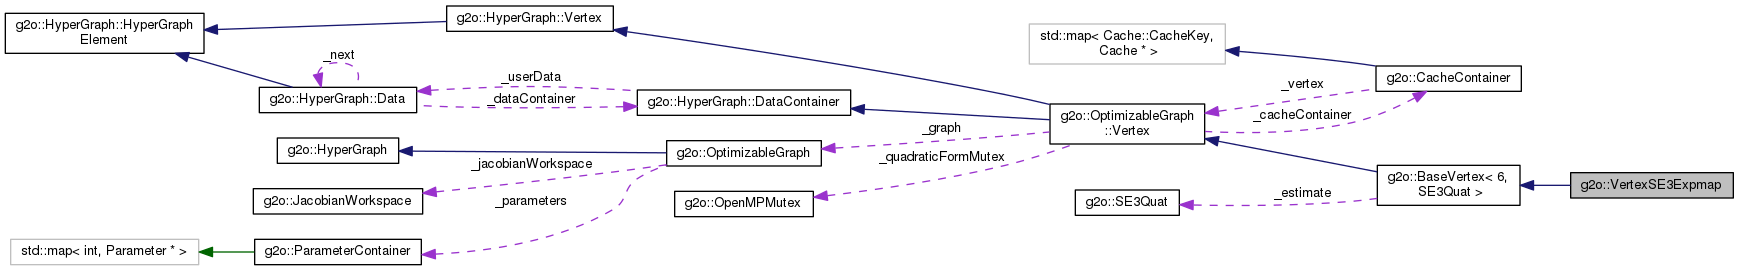 g2o::HyperGraph::HyperGraph
Element
g2o::HyperGraph::Vertex
_next
g2o::HyperGraph::Data
_userData
_dataContainer
g2o::HyperGraph::DataContainer
std::map< Cache::CacheKey,
Cache * >
g2o::CacheContainer
_vertex
_cacheContainer
g2o::OptimizableGraph
::Vertex
_graph
_quadraticFormMutex
g2o::HyperGraph
g2o::OptimizableGraph
_jacobianWorkspace
g2o::JacobianWorkspace
_parameters
g2o::OpenMPMutex
g2o::SE3Quat
_estimate
g2o::BaseVertex< 6,
SE3Quat >
g2o::VertexSE3Expmap
std::map< int, Parameter * >
g2o::ParameterContainer